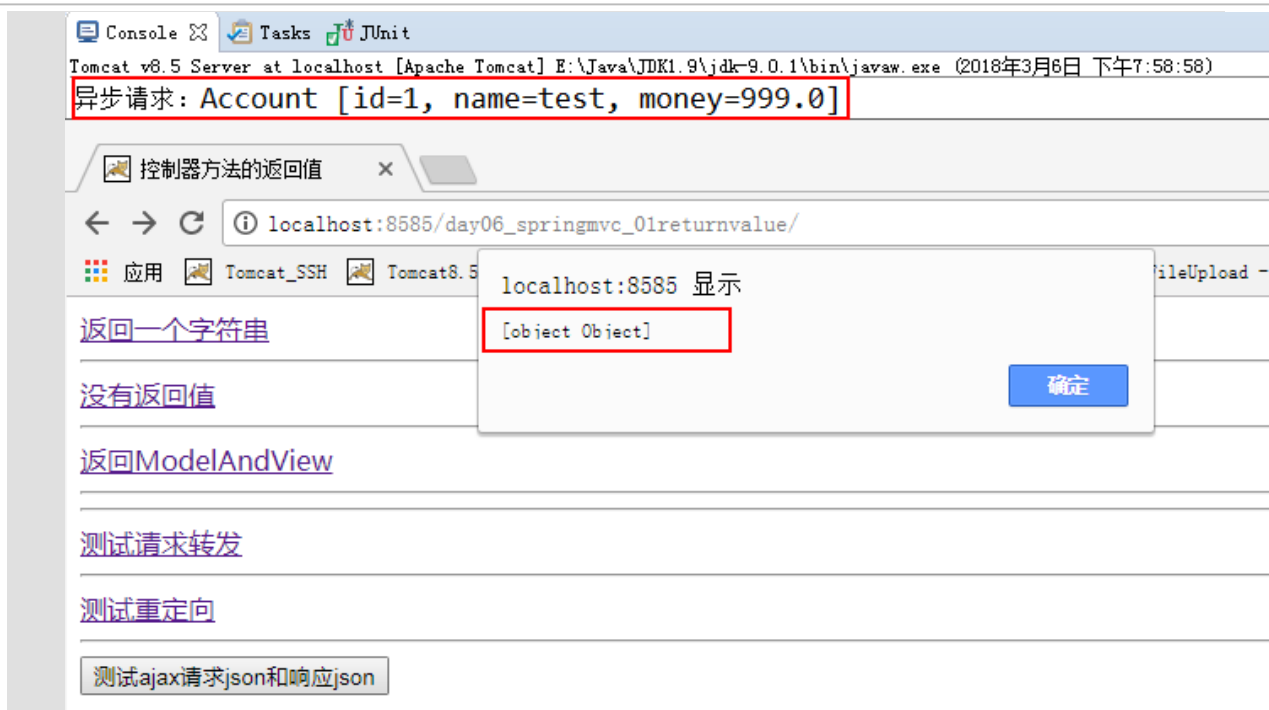 Console Tasks JUnit
Tomcat v8.5 Server at localhost [Apache Tomcat] E:\Java\JDK1.9\jdk-9.0.1\bin\javaw.exe (2018年3月6日 下午7:58:58)
异步请求：Account [id=1, name=test, money=999.0]
控制器方法的返回值
localhost:8585/day06_springmvc_01returnvalue/
应用 Tomcat_SSH Tomcat8.5 FileUpload -
localhost:8585 显示
[object Object]
确定
返回一个字符串
没有返回值
返回ModelAndView
测试请求转发
测试重定向
测试ajax请求json和响应json